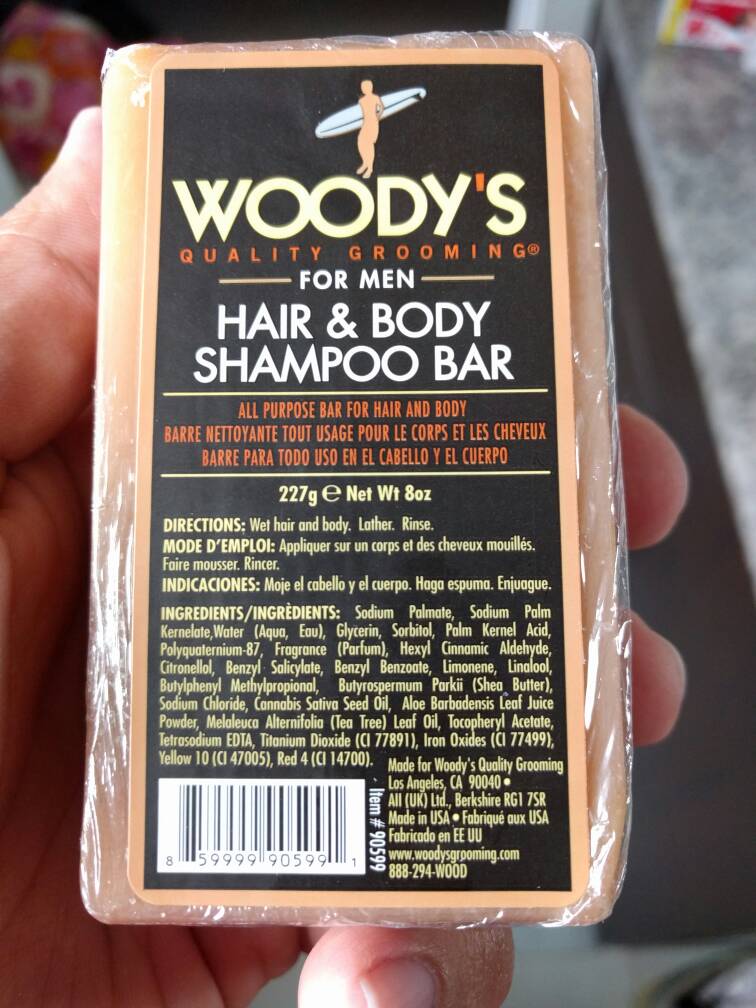 WOODY'S
QUALITY GROOMING®
FOR MEN
HAIR & BODY
SHAMPOO BAR
ALL PURPOSE BAR FOR HAIR AND BODY
BARRE NETTOYANTE TOUT USAGE POUR LE CORPS ET LES CHEVEUX
BARRE PARA TODO USO EN EL CABELLO Y EL CUERPO
227g ℮ Net Wt 8oz
DIRECTIONS: Wet hair and body. Lather. Rinse.
MODE D'EMPLOI: Appliquer sur un corps et des cheveux mouillés.
Faire mousser. Rincer.
INDICACIONES: Moje el cabello y el cuerpo. Haga espuma. Enjuague.
INGREDIENTS/INGRÈDIENTS: Sodium Palmate, Sodium Palm
Kernelate,Water (Aqua, Eau), Glycerin, Sorbitol, Palm Kernel Acid,
Polyquaternium-87, Fragrance (Parfum), Hexyl Cinnamic Aldehyde,
Citronellol, Benzyl Salicylate, Benzyl Benzoate, Limonene, Linalool,
Butylphenyl Methylpropional, Butyrospermum Parkii (Shea Butter),
Sodium Chloride, Cannabis Sativa Seed Oil, Aloe Barbadensis Leaf Juice
Powder, Melaleuca Alternifolia (Tea Tree) Leaf Oil, Tocopheryl Acetate,
Tetrasodium EDTA, Titanium Dioxide (CI 77891), Iron Oxides (CI 77499),
Yellow 10 (CI 47005), Red 4 (CI 14700).
Made for Woody's Quality Grooming
Los Angeles, CA 90040 •
All (UK) Ltd., Berkshire RG1 7SR
Made in USA • Fabriqué aux USA
Fabricado en EE UU
www.woodysgrooming.com
888-294-WOOD
Item # 90599
8 59999 90599 1